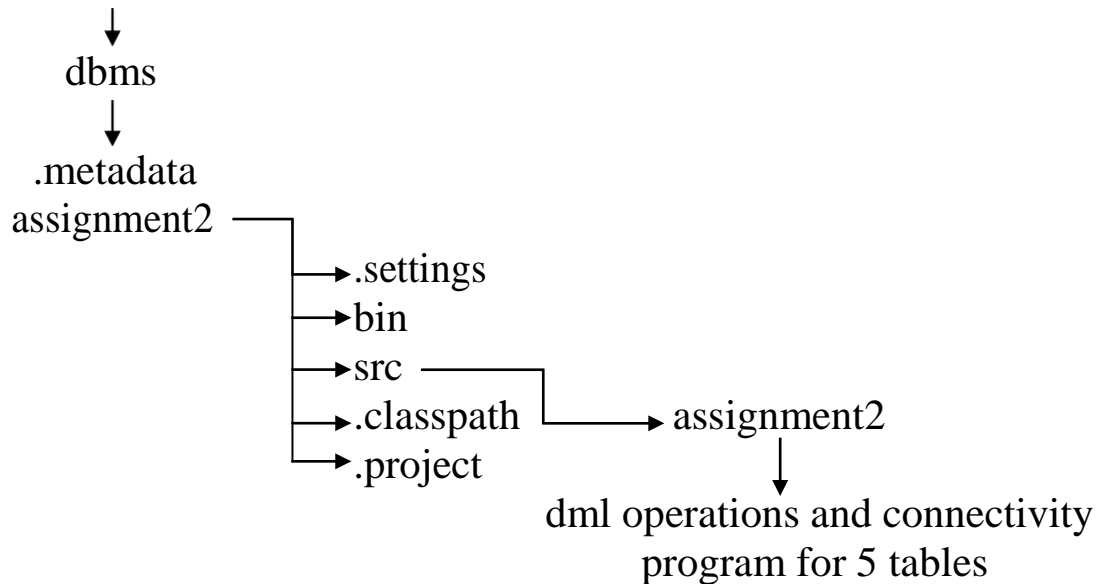 dbms
.metadata
assignment2
.settings
bin
src
.classpath
assignment2
.project
dml operations and connectivity
program for 5 tables